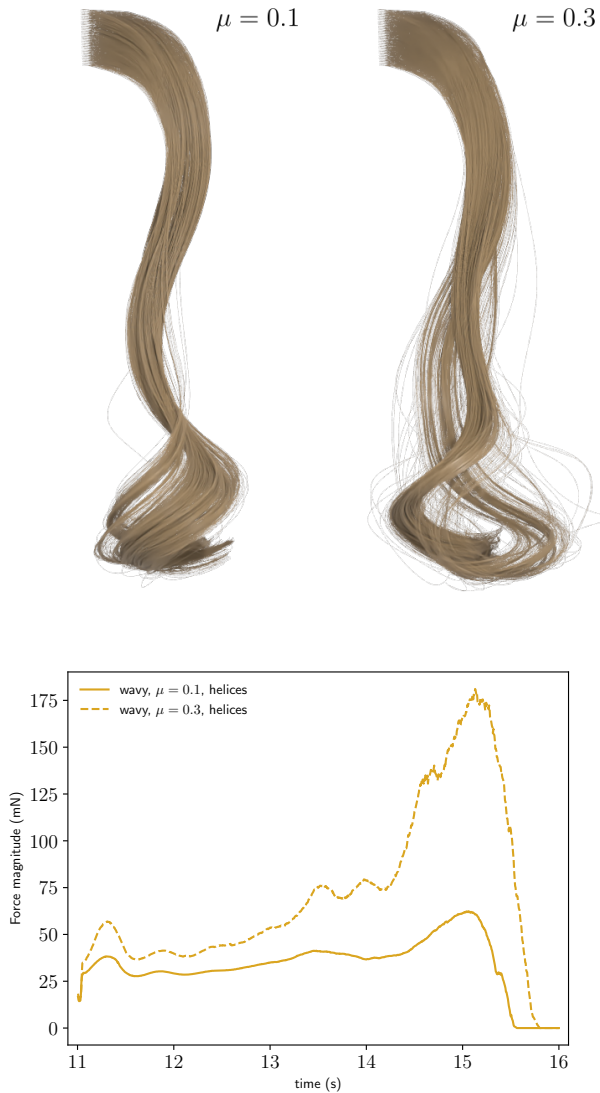 μ = 0.1
μ = 0.3
wavy, μ = 0.1, helices
wavy, μ = 0.3, helices
Force magnitude (mN)
175
150
125
100
75
50
25
0
11
12
13
14
15
16
time (s)